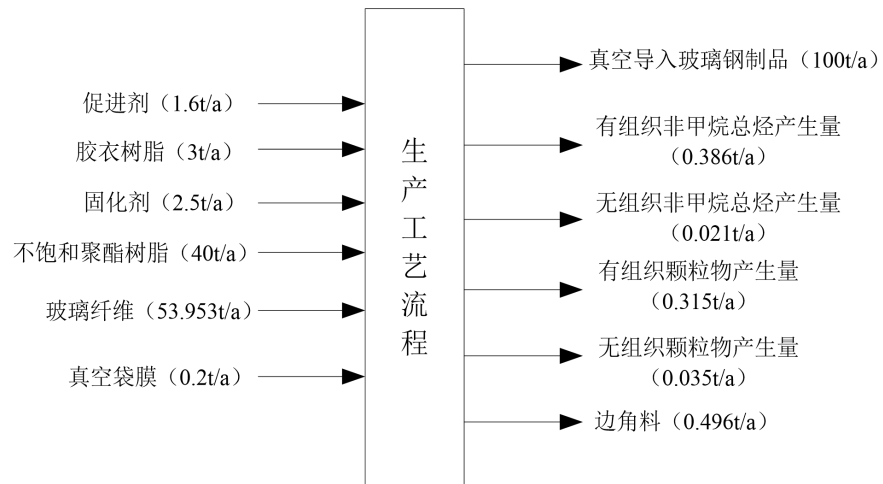 促进剂（1.6t/a）
胶衣树脂（3t/a）
固化剂（2.5t/a）
不饱和聚酯树脂（40t/a）
玻璃纤维（53.953t/a）
真空袋膜（0.2t/a）
生
产
工
艺
流
程
真空导入玻璃钢制品（100t/a）
有组织非甲烷总烃产生量
（0.386t/a）
无组织非甲烷总烃产生量
（0.021t/a）
有组织颗粒物产生量
（0.315t/a）
无组织颗粒物产生量
（0.035t/a）
边角料（0.496t/a）